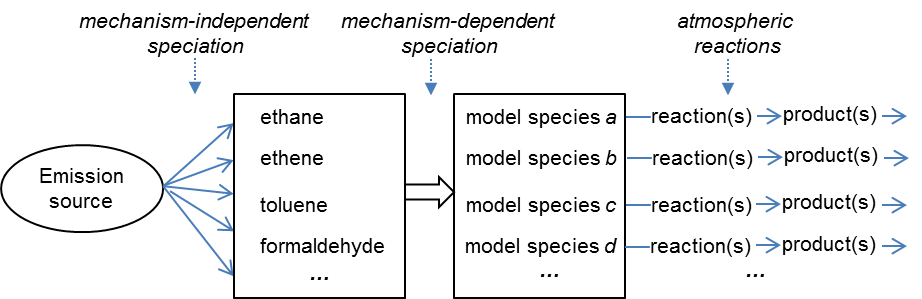 mechanism-independent
speciation
mechanism-dependent
speciation
atmospheric
reactions
Emission
source
ethane
ethene
toluene
formaldehyde
...
model species a
model species b
model species c
model species d
...
reaction(s)
product(s)
reaction(s)
product(s)
reaction(s)
product(s)
reaction(s)
product(s)
...